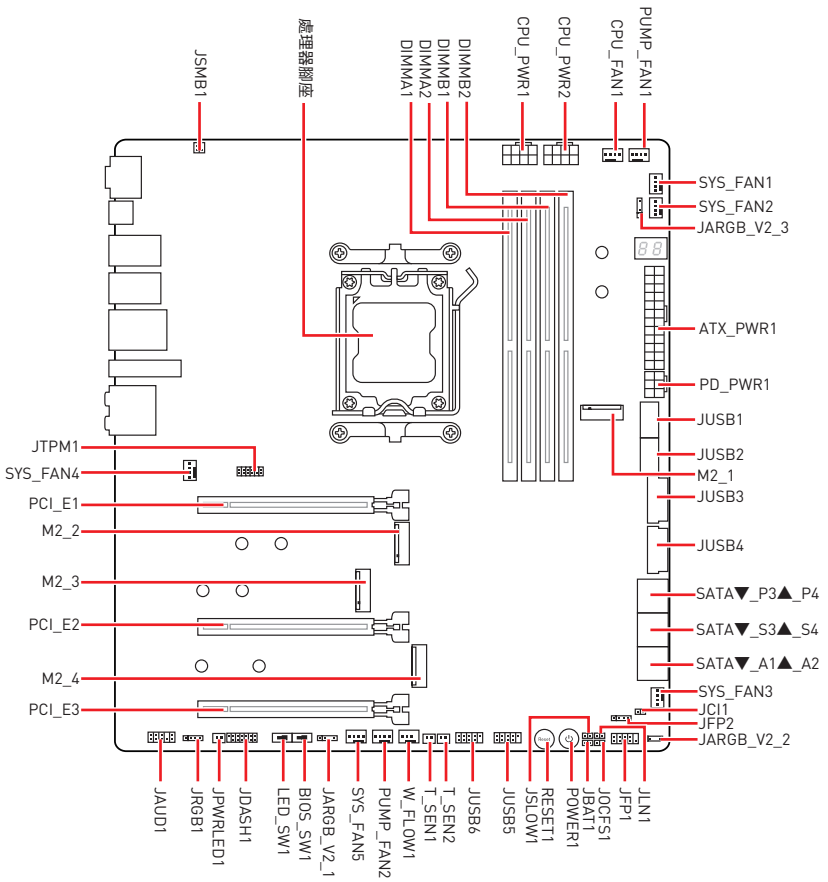 JSMB1
處理器腳座
DIMMA1
DIMMA2
DIMMB1
DIMMB2
CPU_PWR1
CPU_PWR2
CPU_FAN1
PUMP_FAN1
SYS_FAN1
SYS_FAN2
JARGB_V2_3
88
ATX_PWR1
PD_PWR1
JUSB1
JUSB2
M2_1
JUSB3
JUSB4
SATA▼_P3▲_P4
SATA▼_S3▲_S4
SATA▼_A1▲_A2
SYS_FAN3
JCI1
JFP2
JARGB_V2_2
JTPM1
SYS_FAN4
PCI_E1
M2_2
M2_3
PCI_E2
M2_4
PCI_E3
Reset
JAUD1
JRGB1
JPWRLED1
JDASH1
LED_SW1
BIOS_SW1
JARGB_V2_1
SYS_FAN5
PUMP_FAN2
W_FLOW1
T_SEN1
T_SEN2
JUSB6
JUSB5
JSLOW1
RESET1
POWER1
JBAT1
JOCFS1
JFP1
JLN1